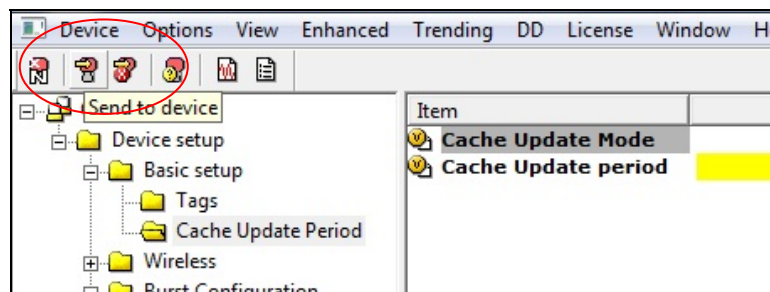 Device Options View Enhanced Trending DD License Window H
N
Send to device
Item
Device setup
Cache Update Mode
Basic setup
Cache Update period
Tags
Cache Update Period
Wireless
Burst Configuration